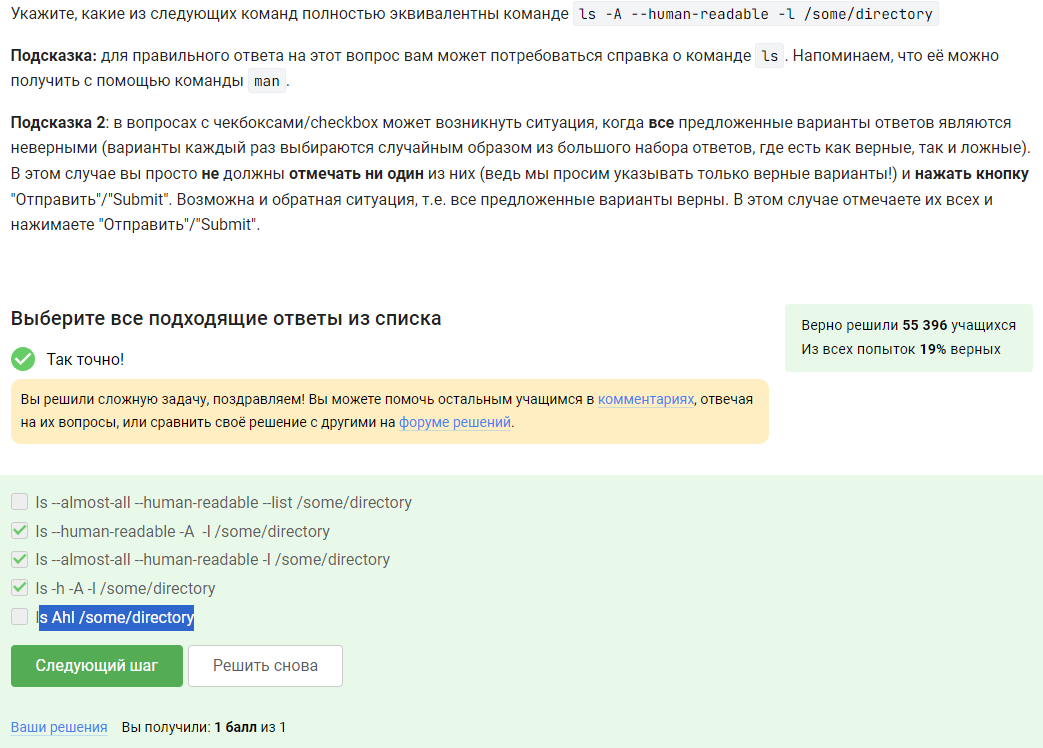 Укажите, какие из следующих команд полностью эквивалентны команде ls -A --human-readable -l /some/directory
Подсказка: для правильного ответа на этот вопрос вам может потребоваться справка о команде ls. Напоминаем, что её можно
получить с помощью команды man.
Подсказка 2: в вопросах с чекбоксами/checkbox может возникнуть ситуация, когда все предложенные варианты ответов являются
неверными (варианты каждый раз выбираются случайным образом из большого набора ответов, где есть как верные, так и ложные).
В этом случае вы просто не должны отмечать ни один из них (ведь мы просим указывать только верные варианты!) и нажать кнопку
"Отправить"/"Submit". Возможна и обратная ситуация, т.е. все предложенные варианты верны. В этом случае отмечаете их всех и
нажимаете "Отправить"/"Submit".
Выберите все подходящие ответы из списка
Верно решили 55 396 учащихся
Из всех попыток 19% верных
Так точно!
Вы решили сложную задачу, поздравляем! Вы можете помочь остальным учащимся в комментариях, отвечая
на их вопросы, или сравнить своё решение с другими на форуме решений.
ls --almost-all --human-readable --list /some/directory
ls --human-readable -A  -l /some/directory
ls --almost-all --human-readable -l /some/directory
ls -h -A -l /some/directory
ls Ahl /some/directory
Следующий шаг
Решить снова
Ваши решения Вы получили: 1 балл из 1